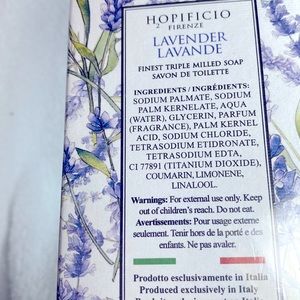 HOPIFICIO
FIRENZE
LAVENDER
LAVANDE
FINEST TRIPLE MILLED SOAP
SAVON DE TOILETTE
INGREDIENTS / INGRÉDIENTS:
SODIUM PALMATE, SODIUM
PALM KERNELATE, AQUA
(WATER), GLYCERIN, PARFUM
(FRAGRANCE), PALM KERNEL
ACID, SODIUM CHLORIDE,
TETRASODIUM ETIDRONATE,
TETRASODIUM EDTA,
CI 77891 (TITANIUM DIOXIDE),
COUMARIN, LIMONENE,
LINALOOL.
Warnings: For external use only. Keep
out of children's reach. Do not eat.
Avertissements: Pour usage externe
seulement. Tenir hors de la porté e des
enfants. Ne pas avaler.
Prodotto esclusivamente in Italia
Produced exclusively in Italy